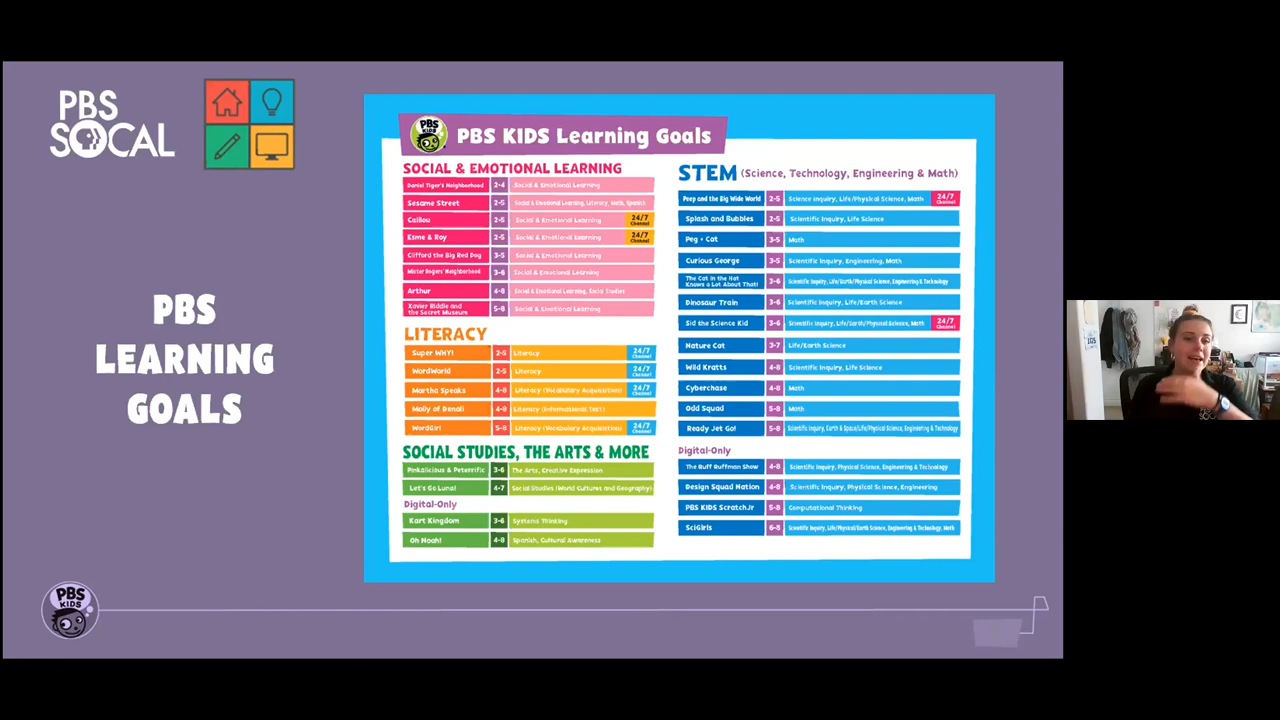 PBS
SOCAL
PBS
LEARNING
GOALS
PBS KIDS
PBS KIDS Learning Goals
SOCIAL & EMOTIONAL LEARNING
Daniel Tiger's Neighborhood 2-4 Social & Emotional Learning
Sesame Street 2-5 Social & Emotional Learning, Literacy, Math, Spanish
Caillou 2-5 Social & Emotional Learning 24/7 Channel
Esme & Roy 2-5 Social & Emotional Learning 24/7 Channel
Clifford the Big Red Dog 3-5 Social & Emotional Learning
Mister Rogers' Neighborhood 3-6 Social & Emotional Learning
Arthur 4-8 Social & Emotional Learning, Social Studies
Xavier Riddle and the Secret Museum 5-8 Social & Emotional Learning
LITERACY
Super WHY! 2-5 Literacy 24/7 Channel
WordWorld 2-5 Literacy 24/7 Channel
Martha Speaks 4-8 Literacy (Vocabulary Acquisition) 24/7 Channel
Molly of Denali 4-8 Literacy (Informational Text)
WordGirl 5-8 Literacy (Vocabulary Acquisition) 24/7 Channel
SOCIAL STUDIES, THE ARTS & MORE
Pinkalicious & Peterrific 3-6 The Arts, Creative Expression
Let's Go Luna! 4-7 Social Studies (World Cultures and Geography)
Digital-Only
Kart Kingdom 3-6 Systems Thinking
Oh Noah! 4-8 Spanish, Cultural Awareness
STEM (Science, Technology, Engineering & Math)
Peep and the Big Wide World 2-5 Science Inquiry, Life/Physical Science, Math 24/7 Channel
Splash and Bubbles 2-5 Scientific Inquiry, Life Science
Peg + Cat 3-5 Math
Curious George 3-5 Scientific Inquiry, Engineering, Math
The Cat in the Hat Knows a Lot About That! 3-6 Scientific Inquiry, Life/Earth/Physical Science, Engineering & Technology
Dinosaur Train 3-6 Scientific Inquiry, Life/Earth Science
Sid the Science Kid 3-6 Scientific Inquiry, Life/Earth/Physical Science, Math 24/7 Channel
Nature Cat 3-7 Life/Earth Science
Wild Kratts 4-8 Scientific Inquiry, Life Science
Cyberchase 4-8 Math
Odd Squad 5-8 Math
Ready Jet Go! 5-8 Scientific Inquiry, Earth & Space/Life/Physical Science, Engineering & Technology
Digital-Only
The Ruff Ruffman Show 4-8 Scientific Inquiry, Physical Science, Engineering & Technology
Design Squad Nation 4-8 Scientific Inquiry, Physical Science, Engineering
PBS KIDS ScratchJr 5-8 Computational Thinking
SciGirls 6-8 Scientific Inquiry, Life/Physical/Earth Science, Engineering & Technology, Math
PBS
KIDS